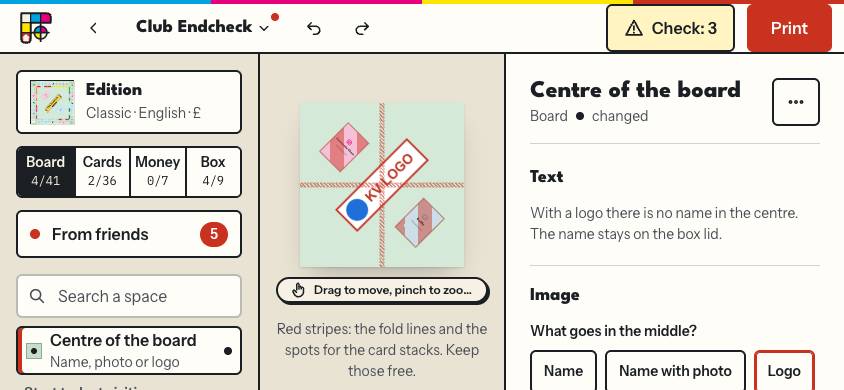 Club Endcheck
Check: 3
Print
Edition
Classic · English · £
Board
4/41
Cards
2/36
Money
0/7
Box
4/9
From friends
5
Search a space
Centre of the board
Name, photo or logo
KV LOGO
Drag to move, pinch to zoo...
Red stripes: the fold lines and the
spots for the card stacks. Keep
those free.
Centre of the board
Board ● changed
Text
With a logo there is no name in the centre.
The name stays on the box lid.
Image
What goes in the middle?
Name
Name with photo
Logo